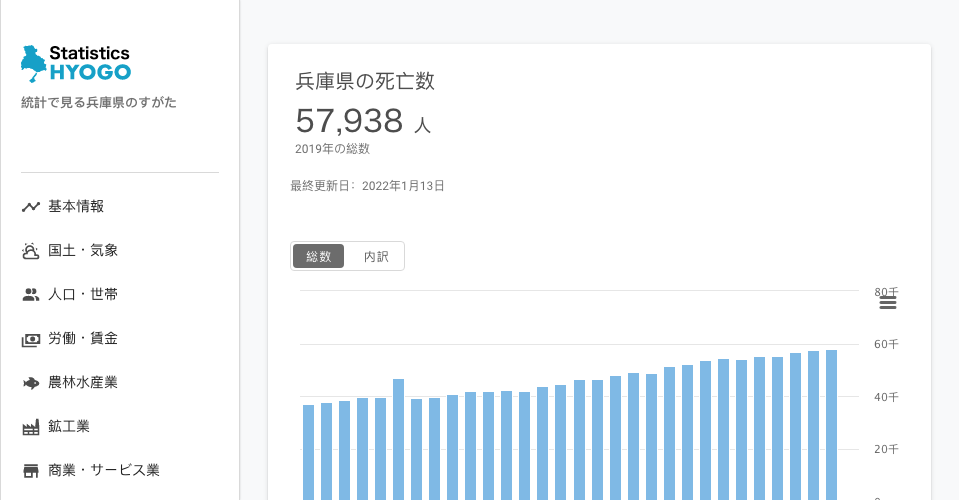 Statistics
HYOGO
統計で見る兵庫県のすがた
基本情報
国土・気象
人口・世帯
労働・賃金
農林水産業
鉱工業
商業・サービス業
兵庫県の死亡数
57,938 人
2019年の総数
最終更新日：2022年1月13日
総数 内訳
80千
60千
40千
20千